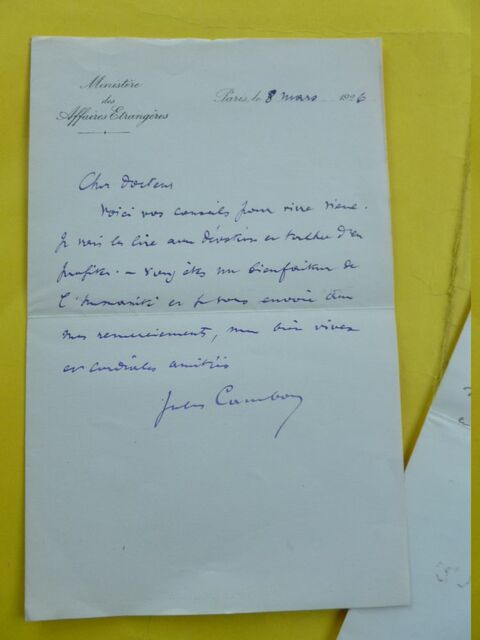 Ministère
des
Affaires Etrangères
Paris, le 8 mars 1926
Cher docteur
Voici vos conseils pour vivre vieux.
Je vais les lire avec dévotion et tâcher d'en
profiter. — Vous êtes un bienfaiteur de
l'humanité et je vous envoie avec
mes remerciements, mes bien vives
et cordiales amitiés
Jules Cambon